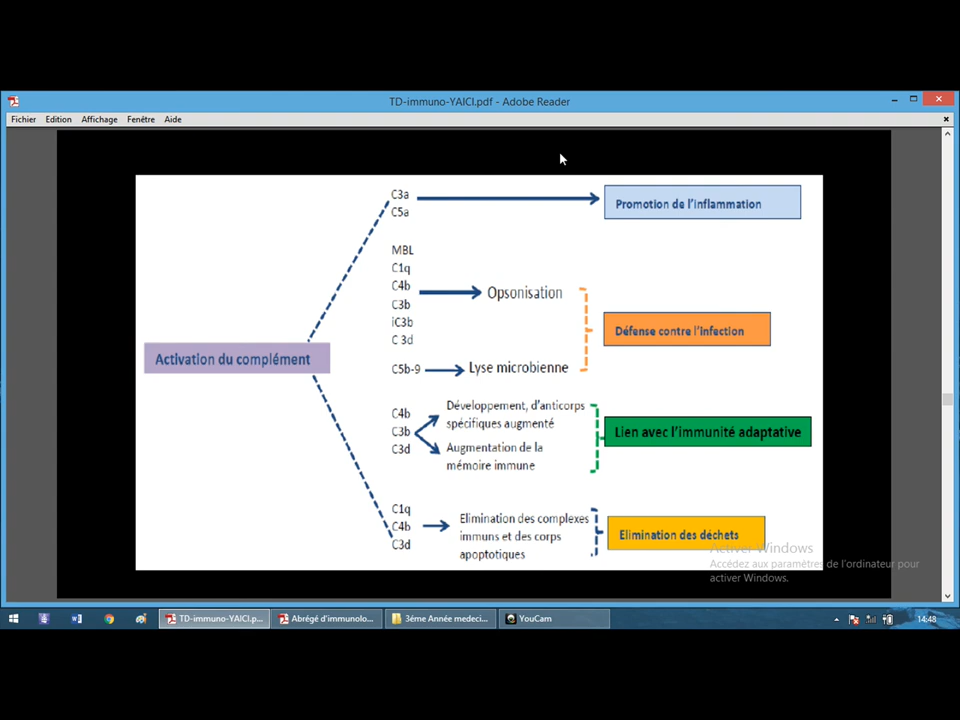 TD-immuno-YAICI.pdf - Adobe Reader
Fichier Edition Affichage Fenêtre Aide
C3a
C5a
Promotion de l'inflammation
MBL
C1q
C4b
C3b
iC3b
C 3d
Opsonisation
Défense contre l'Infection
C5b-9
Lyse microbienne
Activation du complément
C4b
C3b
C3d
Développement, d'anticorps
spécifiques augmenté
Augmentation de la
mémoire immune
Lien avec l'immunité adaptative
C1q
C4b
C3d
Elimination des complexes
immuns et des corps
apoptotiques
Elimination des déchets
Activer Windows
Accédez aux paramètres de l'ordinateur pour
activer Windows.
TD-immuno-YAICI.p... Abrégé d'immunolo... 3éme Année medeci... YouCam 14:48